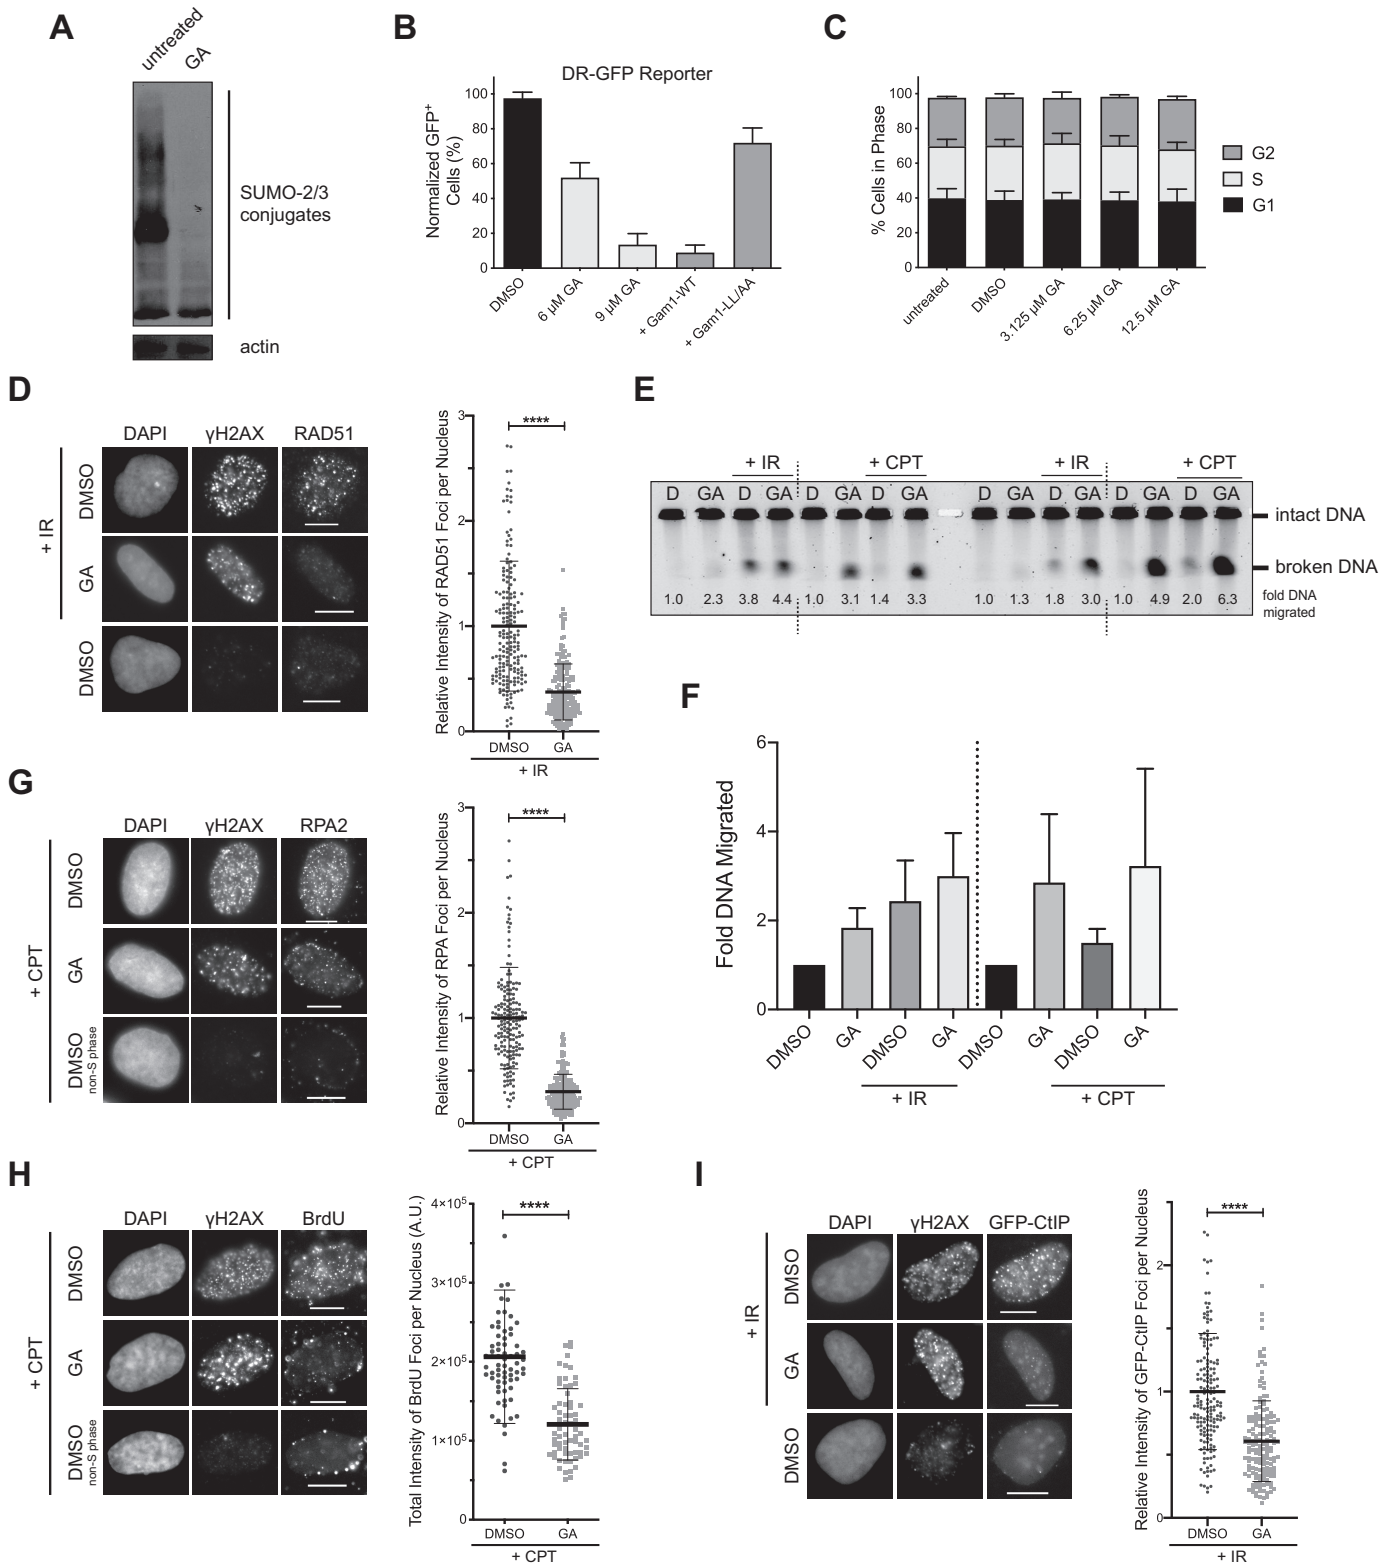 A
untreated
GA
SUMO-2/3
conjugates
actin
B
DR-GFP Reporter
Normalized GFP⁺
Cells (%)
100
80
60
40
20
0
DMSO
6 µM GA
9 µM GA
+ Gam1-WT
+ Gam1-LL/AA
C
% Cells in Phase
100
80
60
40
20
0
untreated
DMSO
3.125 µM GA
6.25 µM GA
12.5 µM GA
G2
S
G1
D
DAPI γH2AX RAD51
+ IR
DMSO
GA
DMSO
Relative Intensity of RAD51 Foci per Nucleus
3
2
1
0
****
DMSO GA
+ IR
E
+ IR + CPT + IR + CPT
D GA D GA D GA D GA D GA D GA D GA D GA
intact DNA
broken DNA
1.0 2.3 3.8 4.4 1.0 3.1 1.4 3.3 1.0 1.3 1.8 3.0 1.0 4.9 2.0 6.3
fold DNA
migrated
F
Fold DNA Migrated
6
4
2
0
DMSO
GA
DMSO
GA
DMSO
GA
DMSO
GA
+ IR
+ CPT
G
DAPI γH2AX RPA2
+ CPT
DMSO
GA
DMSO
non-S phase
Relative Intensity of RPA Foci per Nucleus
3
2
1
0
****
DMSO GA
+ CPT
H
DAPI γH2AX BrdU
+ CPT
DMSO
GA
DMSO
non-S phase
Total Intensity of BrdU Foci per Nucleus (A.U.)
4×10⁵
3×10⁵
2×10⁵
1×10⁵
0
****
DMSO GA
+ CPT
I
DAPI γH2AX GFP-CtIP
+ IR
DMSO
GA
DMSO
Relative Intensity of GFP-CtIP Foci per Nucleus
2
1
0
****
DMSO GA
+ IR